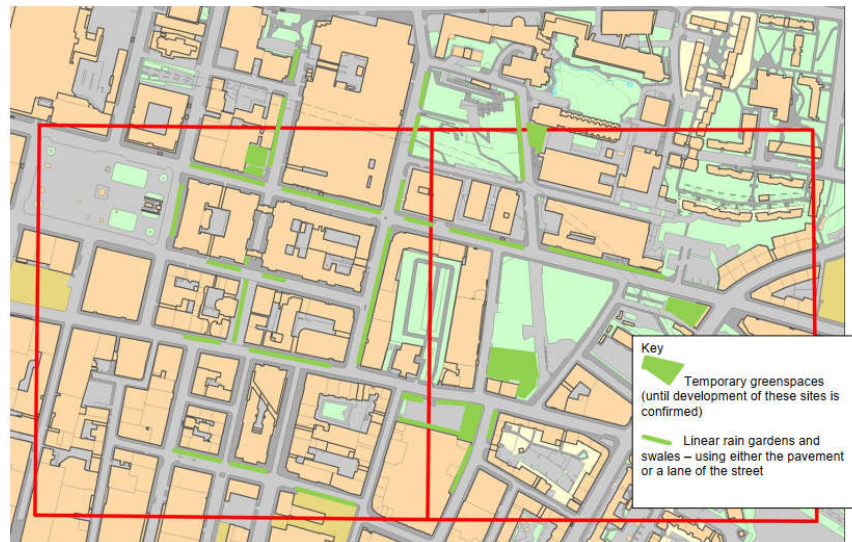 Key
Temporary greenspaces
(until development of these sites is
confirmed)
Linear rain gardens and
swales – using either the pavement
or a lane of the street